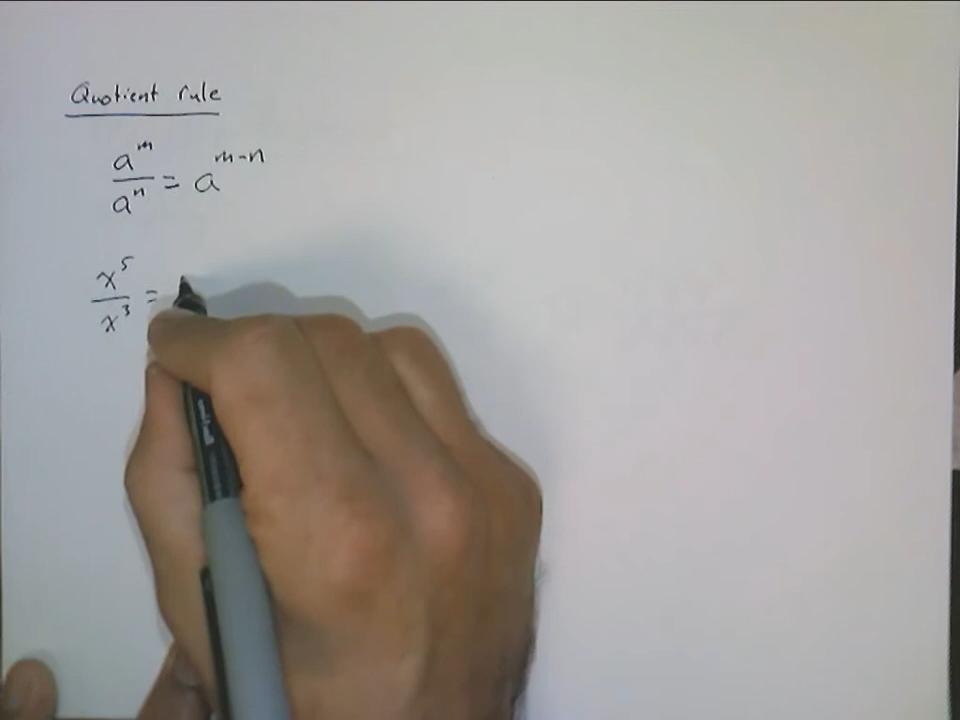 Quotient rule
a^m / a^n = a^(m-n)
x^5 / x^3 =